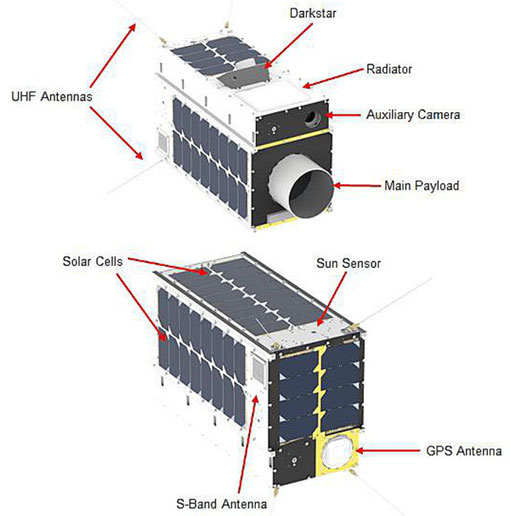 Darkstar
Radiator
UHF Antennas
Auxiliary Camera
Main Payload
Solar Cells
Sun Sensor
GPS Antenna
S-Band Antenna